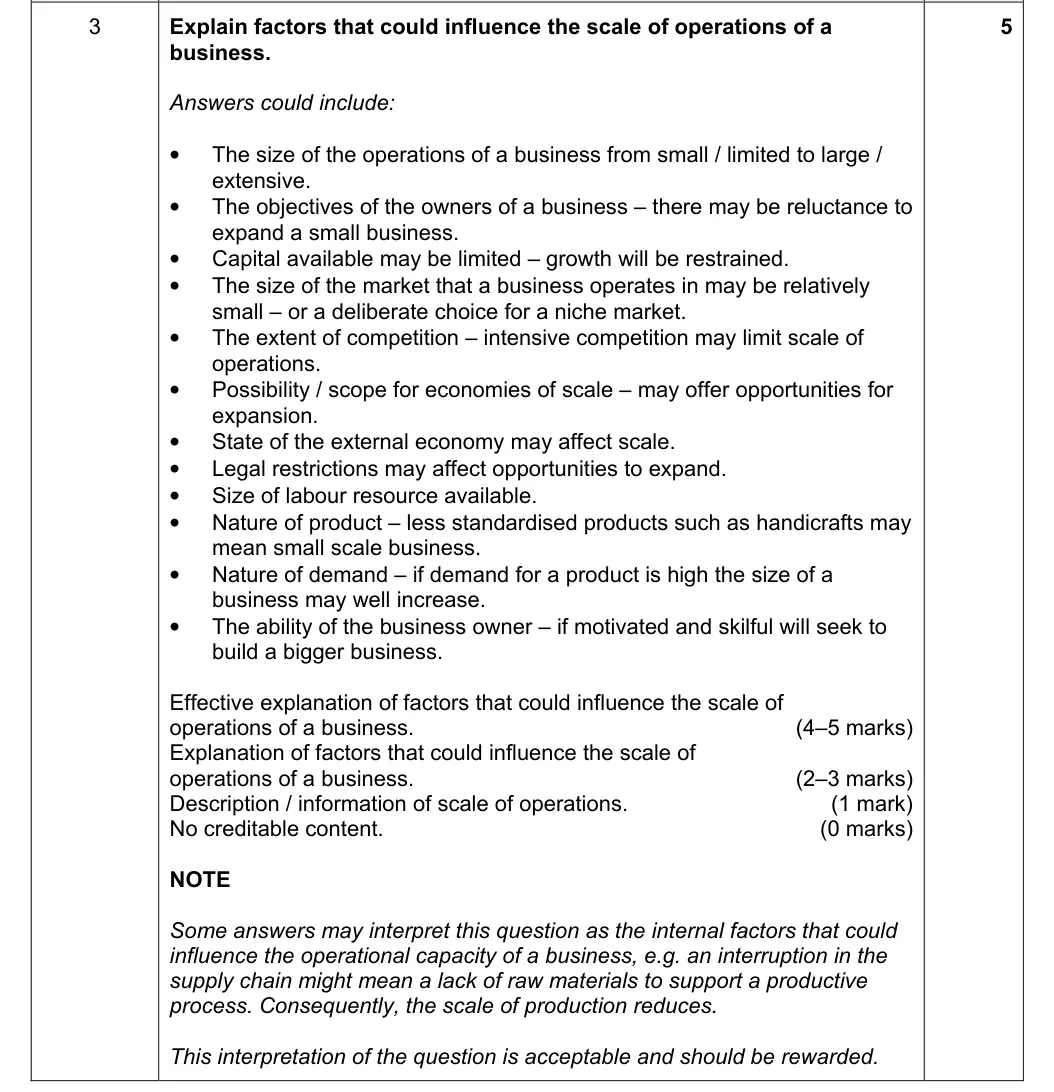 3
Explain factors that could influence the scale of operations of a
business.
5
Answers could include:
• The size of the operations of a business from small / limited to large /
extensive.
• The objectives of the owners of a business – there may be reluctance to
expand a small business.
• Capital available may be limited – growth will be restrained.
• The size of the market that a business operates in may be relatively
small – or a deliberate choice for a niche market.
• The extent of competition – intensive competition may limit scale of
operations.
• Possibility / scope for economies of scale – may offer opportunities for
expansion.
• State of the external economy may affect scale.
• Legal restrictions may affect opportunities to expand.
• Size of labour resource available.
• Nature of product – less standardised products such as handicrafts may
mean small scale business.
• Nature of demand – if demand for a product is high the size of a
business may well increase.
• The ability of the business owner – if motivated and skilful will seek to
build a bigger business.
Effective explanation of factors that could influence the scale of
operations of a business. (4–5 marks)
Explanation of factors that could influence the scale of
operations of a business. (2–3 marks)
Description / information of scale of operations. (1 mark)
No creditable content. (0 marks)
NOTE
Some answers may interpret this question as the internal factors that could
influence the operational capacity of a business, e.g. an interruption in the
supply chain might mean a lack of raw materials to support a productive
process. Consequently, the scale of production reduces.
This interpretation of the question is acceptable and should be rewarded.